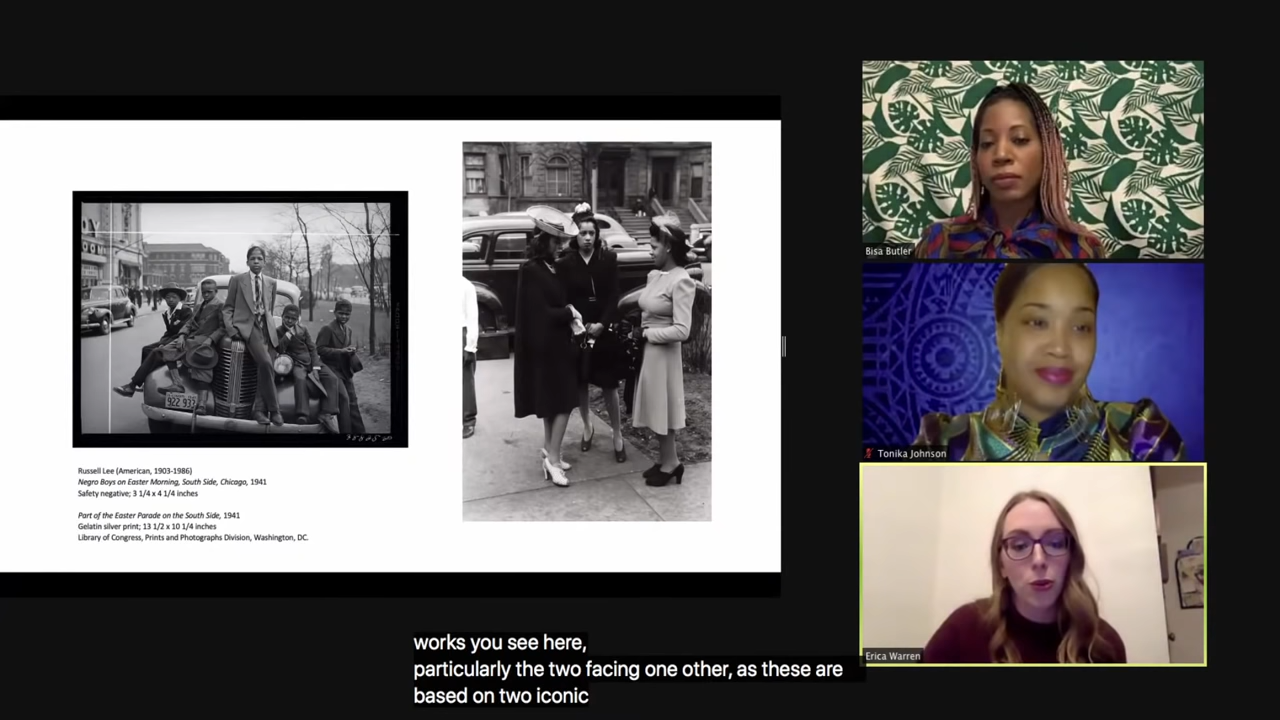 Russell Lee (American, 1903-1986)
Negro Boys on Easter Morning, South Side, Chicago, 1941
Safety negative; 3 1/4 x 4 1/4 inches
Part of the Easter Parade on the South Side, 1941
Gelatin silver print; 13 1/2 x 10 1/4 inches
Library of Congress, Prints and Photographs Division, Washington, DC.
922 937
Bisa Butler
Tonika Johnson
Erica Warren
works you see here,
particularly the two facing one other, as these are
based on two iconic